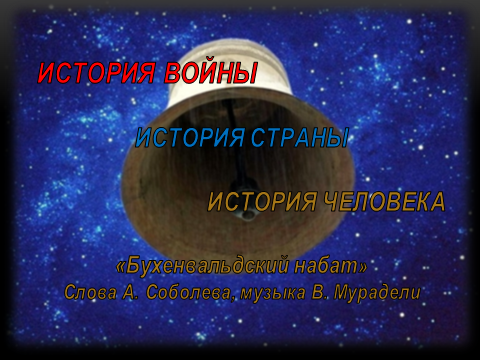 ИСТОРИЯ ВОЙНЫ
ИСТОРИЯ СТРАНЫ
ИСТОРИЯ ЧЕЛОВЕКА
«Бухенвальдский набат»
Слова А. Соболева, музыка В. Мурадели